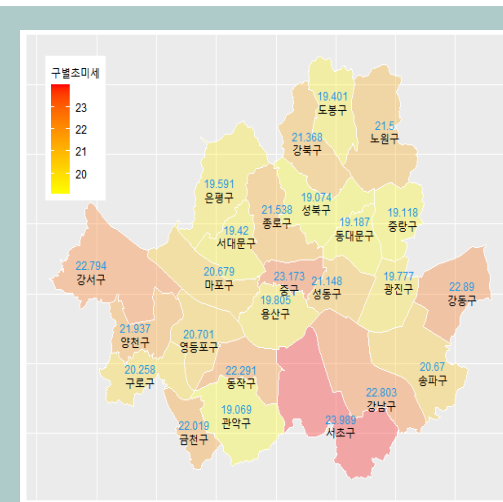 구별초미세
23
22
21
20
19.401
도봉구
21.5
노원구
21.368
강북구
19.591
은평구
19.074
성북구
21.538
종로구
19.187
동대문구
19.118
중랑구
19.42
서대문구
22.794
강서구
20.679
마포구
23.173
중구
21.148
성동구
19.777
광진구
22.89
강동구
19.805
용산구
21.937
양천구
20.701
영등포구
20.258
구로구
22.291
동작구
20.67
송파구
22.803
강남구
19.069
관악구
23.989
서초구
22.019
금천구